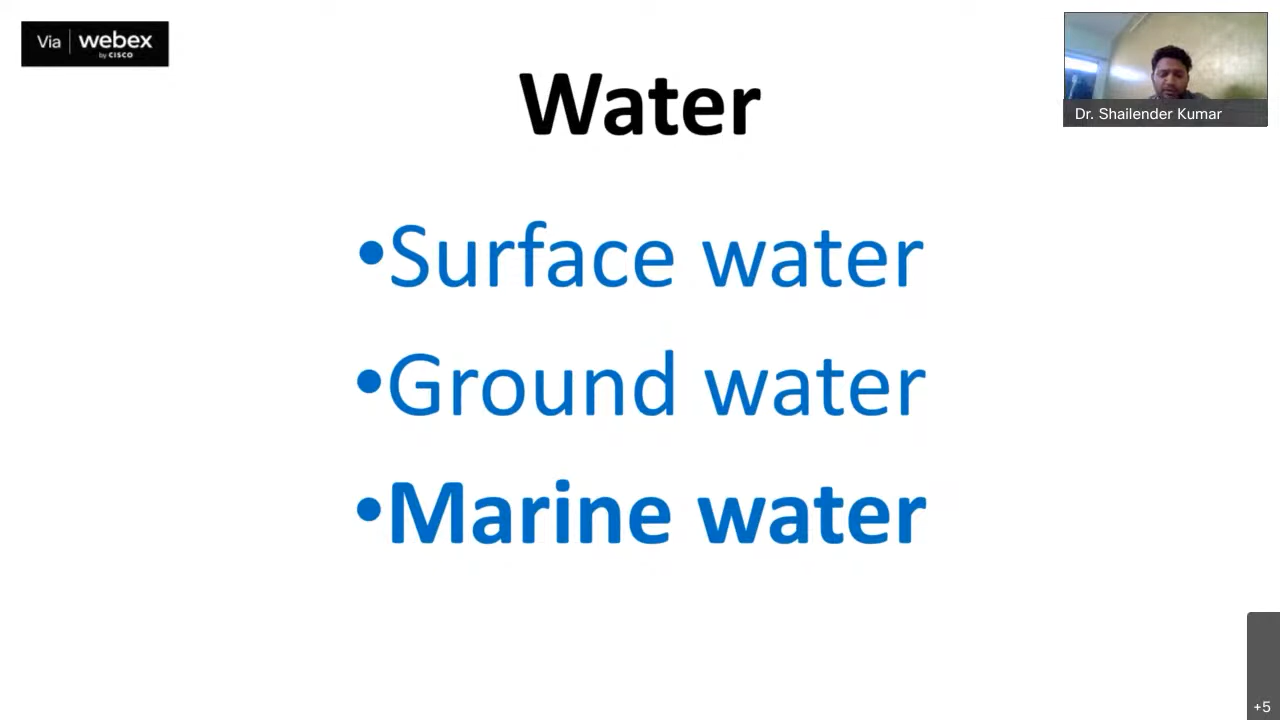 Via webex
by CISCO
Water
Dr. Shailender Kumar
•Surface water
•Ground water
•Marine water
+5